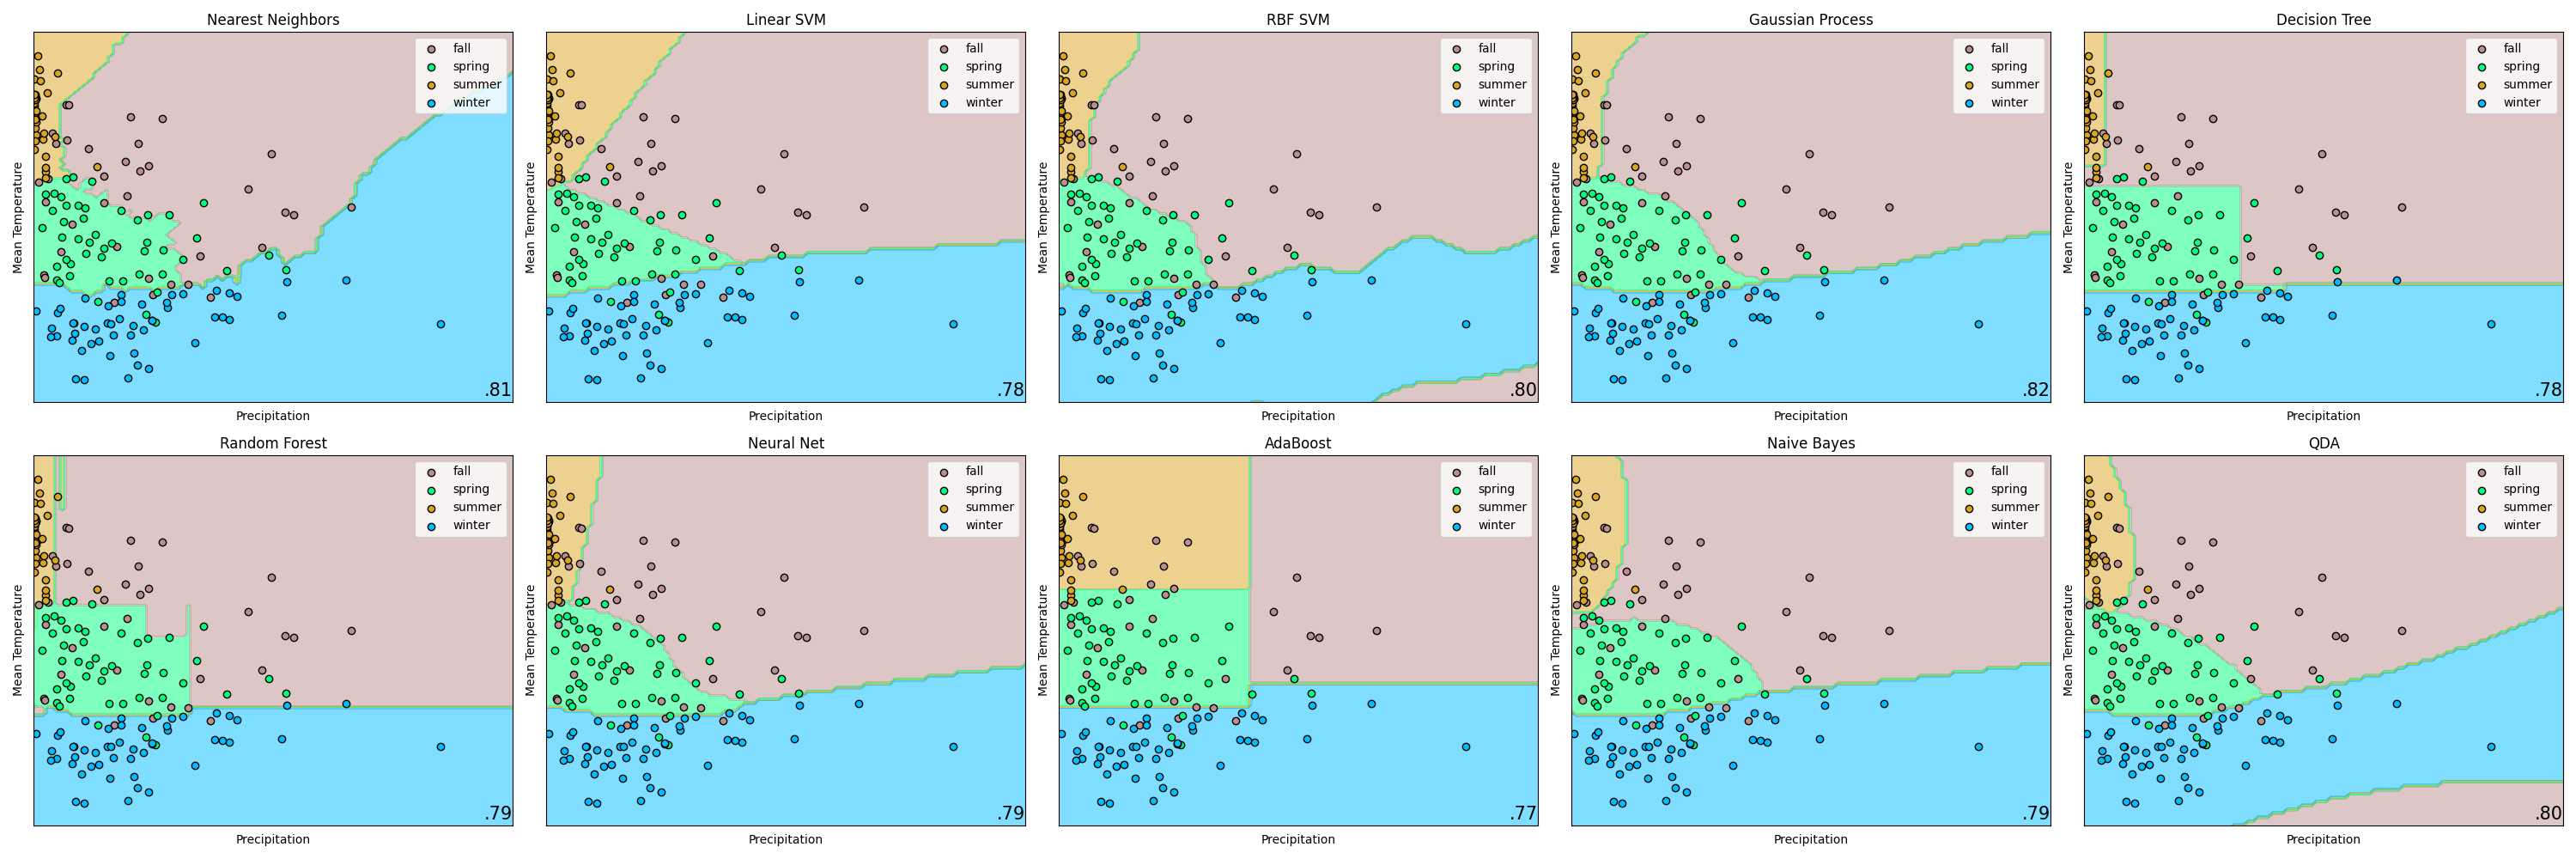 Nearest Neighbors
fall
spring
summer
winter
Mean Temperature
.81
Precipitation
Linear SVM
fall
spring
summer
winter
Mean Temperature
.78
Precipitation
RBF SVM
fall
spring
summer
winter
Mean Temperature
.80
Precipitation
Gaussian Process
fall
spring
summer
winter
Mean Temperature
.82
Precipitation
Decision Tree
fall
spring
summer
winter
Mean Temperature
.78
Precipitation
Random Forest
fall
spring
summer
winter
Mean Temperature
.79
Precipitation
Neural Net
fall
spring
summer
winter
Mean Temperature
.79
Precipitation
AdaBoost
fall
spring
summer
winter
Mean Temperature
.77
Precipitation
Naive Bayes
fall
spring
summer
winter
Mean Temperature
.79
Precipitation
QDA
fall
spring
summer
winter
Mean Temperature
.80
Precipitation